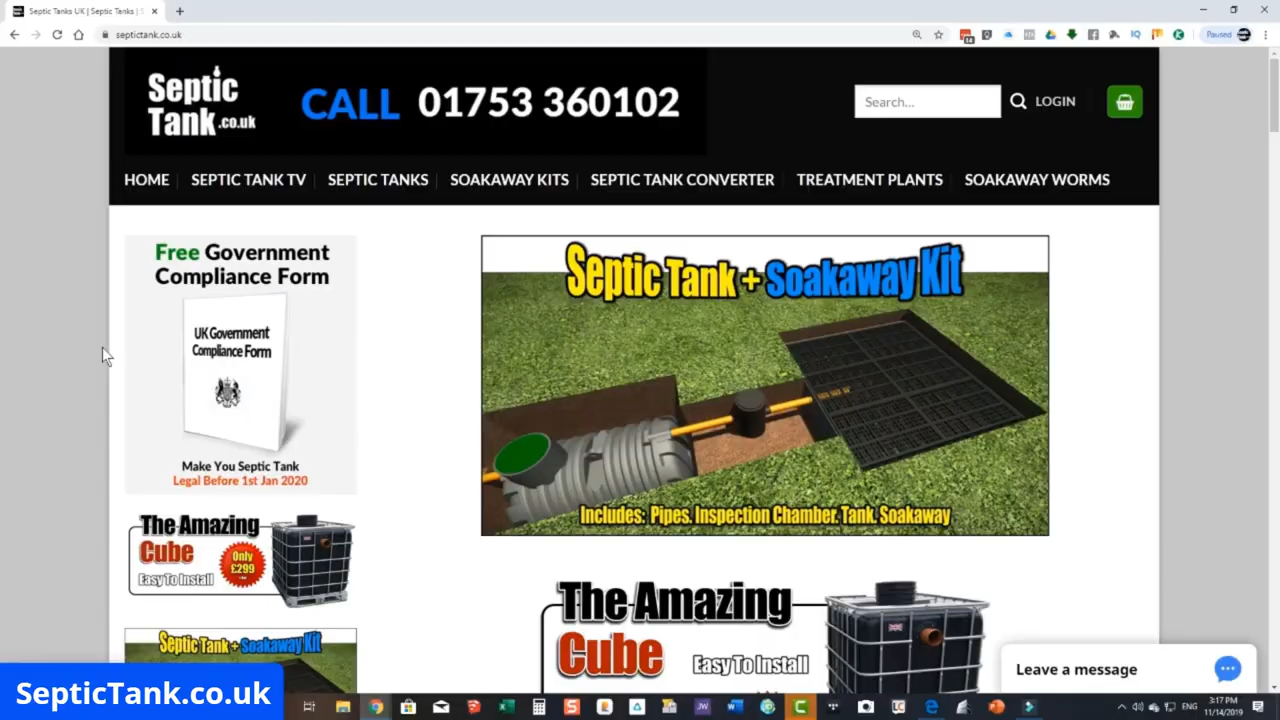 Septic Tanks UK | Septic Tanks | S
septictank.co.uk
Paused
Septic
Tank.co.uk
CALL 01753 360102
Search...
LOGIN
HOME
SEPTIC TANK TV
SEPTIC TANKS
SOAKAWAY KITS
SEPTIC TANK CONVERTER
TREATMENT PLANTS
SOAKAWAY WORMS
Free Government
Compliance Form
UK Government
Compliance Form
Make You Septic Tank
Legal Before 1st Jan 2020
The Amazing
Cube
Only
£299
Easy To Install
Septic Tank + Soakaway Kit
Septic Tank + Soakaway Kit
Includes: Pipes. Inspection Chamber. Tank. Soakaway
The Amazing
Cube
Easy To Install
Leave a message
SepticTank.co.uk
ENG
3:17 PM
11/14/2019